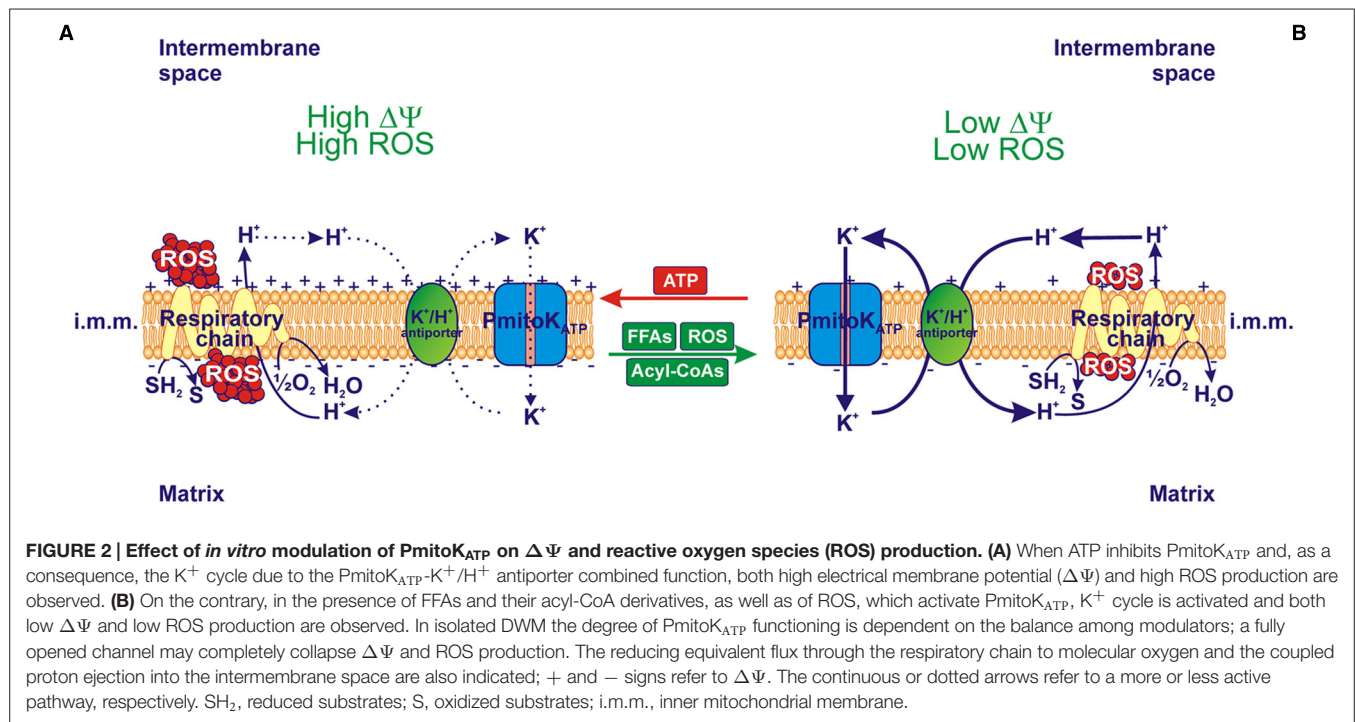 A
B
Intermembrane
space
Intermembrane
space
High ΔΨ
High ROS
Low ΔΨ
Low ROS
ROS
H⁺
H⁺
K⁺
+ + + + + + + + + + + + + + + + + +
i.m.m.
Respiratory
chain
K⁺/H⁺
antiporter
PmitoK_ATP
ROS
SH₂
S
½O₂
H₂O
H⁺
K⁺
ATP
FFAs
ROS
Acyl-CoAs
K⁺
H⁺
H⁺
ROS
PmitoK_ATP
K⁺/H⁺
antiporter
Respiratory
chain
i.m.m.
ROS
K⁺
H⁺
SH₂
S
½O₂
H₂O
Matrix
Matrix
FIGURE 2 | Effect of in vitro modulation of PmitoK_ATP on ΔΨ and reactive oxygen species (ROS) production. (A) When ATP inhibits PmitoK_ATP and, as a
consequence, the K⁺ cycle due to the PmitoK_ATP-K⁺/H⁺ antiporter combined function, both high electrical membrane potential (ΔΨ) and high ROS production are
observed. (B) On the contrary, in the presence of FFAs and their acyl-CoA derivatives, as well as of ROS, which activate PmitoK_ATP, K⁺ cycle is activated and both
low ΔΨ and low ROS production are observed. In isolated DWM the degree of PmitoK_ATP functioning is dependent on the balance among modulators; a fully
opened channel may completely collapse ΔΨ and ROS production. The reducing equivalent flux through the respiratory chain to molecular oxygen and the coupled
proton ejection into the intermembrane space are also indicated; + and − signs refer to ΔΨ. The continuous or dotted arrows refer to a more or less active
pathway, respectively. SH₂, reduced substrates; S, oxidized substrates; i.m.m., inner mitochondrial membrane.